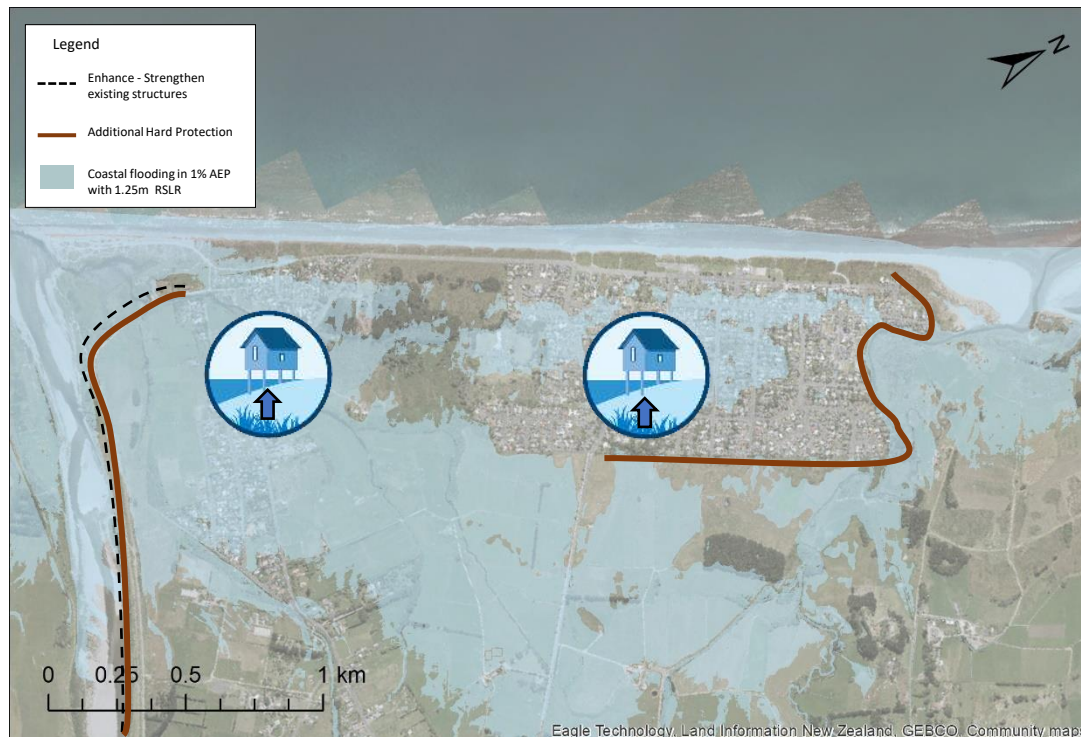 Legend
Enhance - Strengthen
existing structures
Additional Hard Protection
Coastal flooding in 1% AEP
with 1.25m RSLR
N
0 0.25 0.5 1 km
Eagle Technology, Land Information New Zealand, GEBCO, Community maps